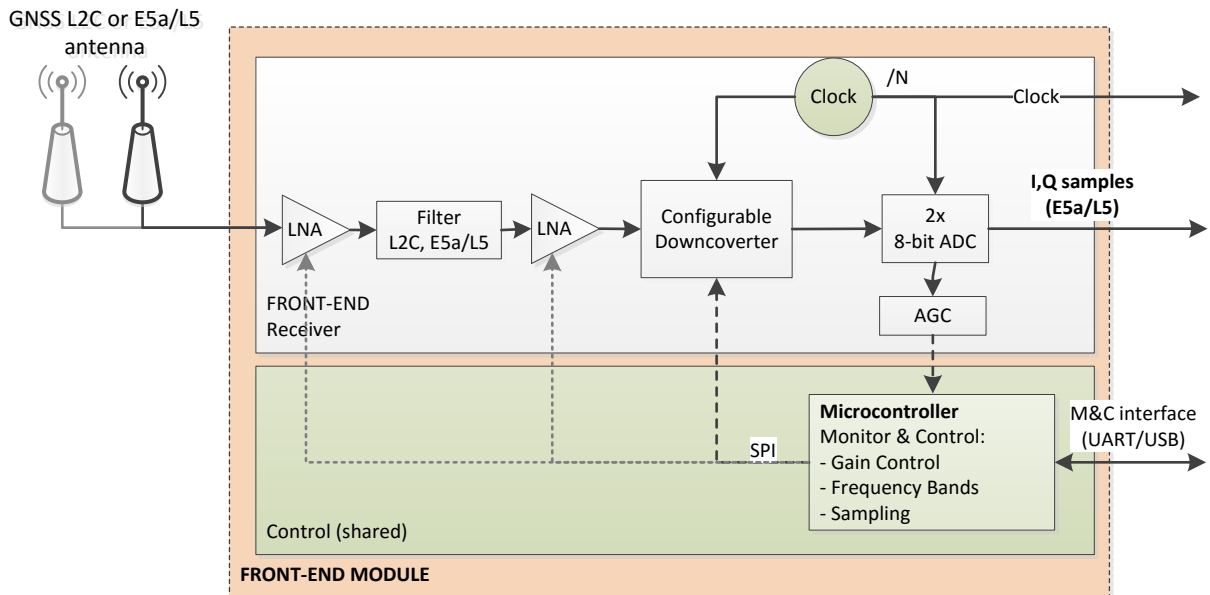 GNSS L2C or E5a/L5
antenna
/N
Clock
Clock
I,Q samples
(E5a/L5)
LNA
Filter
L2C, E5a/L5
LNA
Configurable
Downcoverter
2x
8-bit ADC
AGC
FRONT-END
Receiver
Microcontroller
Monitor & Control:
- Gain Control
- Frequency Bands
- Sampling
M&C interface
(UART/USB)
SPI
Control (shared)
FRONT-END MODULE